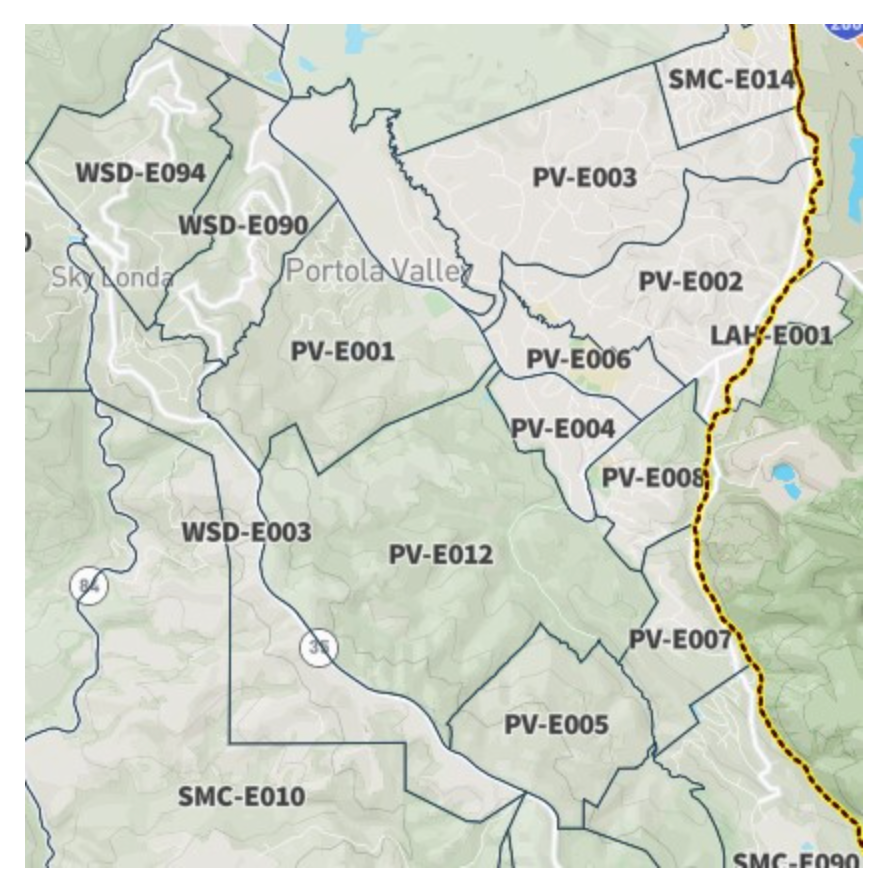 280
SMC-E014
WSD-E094
PV-E003
WSD-E090
0
Sky Londa
Portola Valley
PV-E002
LAH-E001
PV-E001
PV-E006
PV-E004
PV-E008
WSD-E003
PV-E012
84
35
PV-E007
PV-E005
SMC-E010
SMC-E090